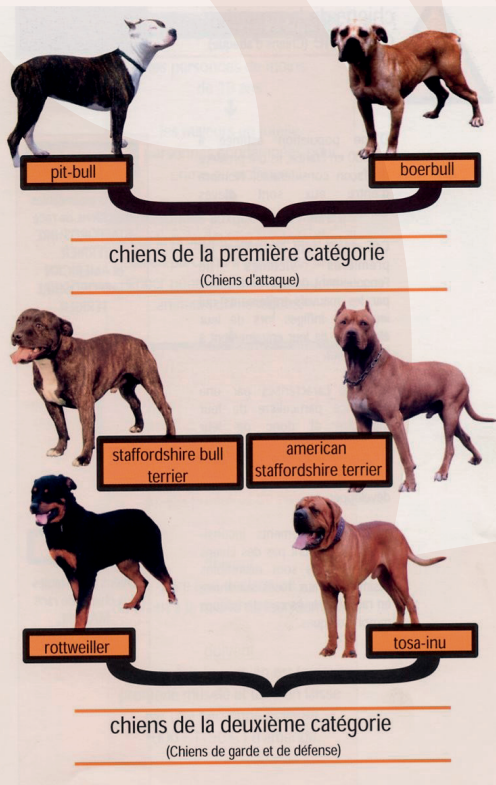 pit-bull
boerbull
chiens de la première catégorie
(Chiens d'attaque)
staffordshire bull
terrier
american
staffordshire terrier
rottweiller
tosa-inu
chiens de la deuxième catégorie
(Chiens de garde et de défense)